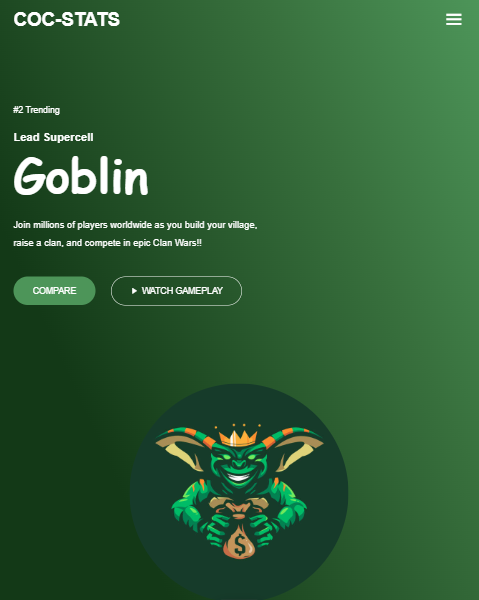 COC-STATS
#2 Trending
Lead Supercell
Goblin
Join millions of players worldwide as you build your village,
raise a clan, and compete in epic Clan Wars!!
COMPARE
WATCH GAMEPLAY
$